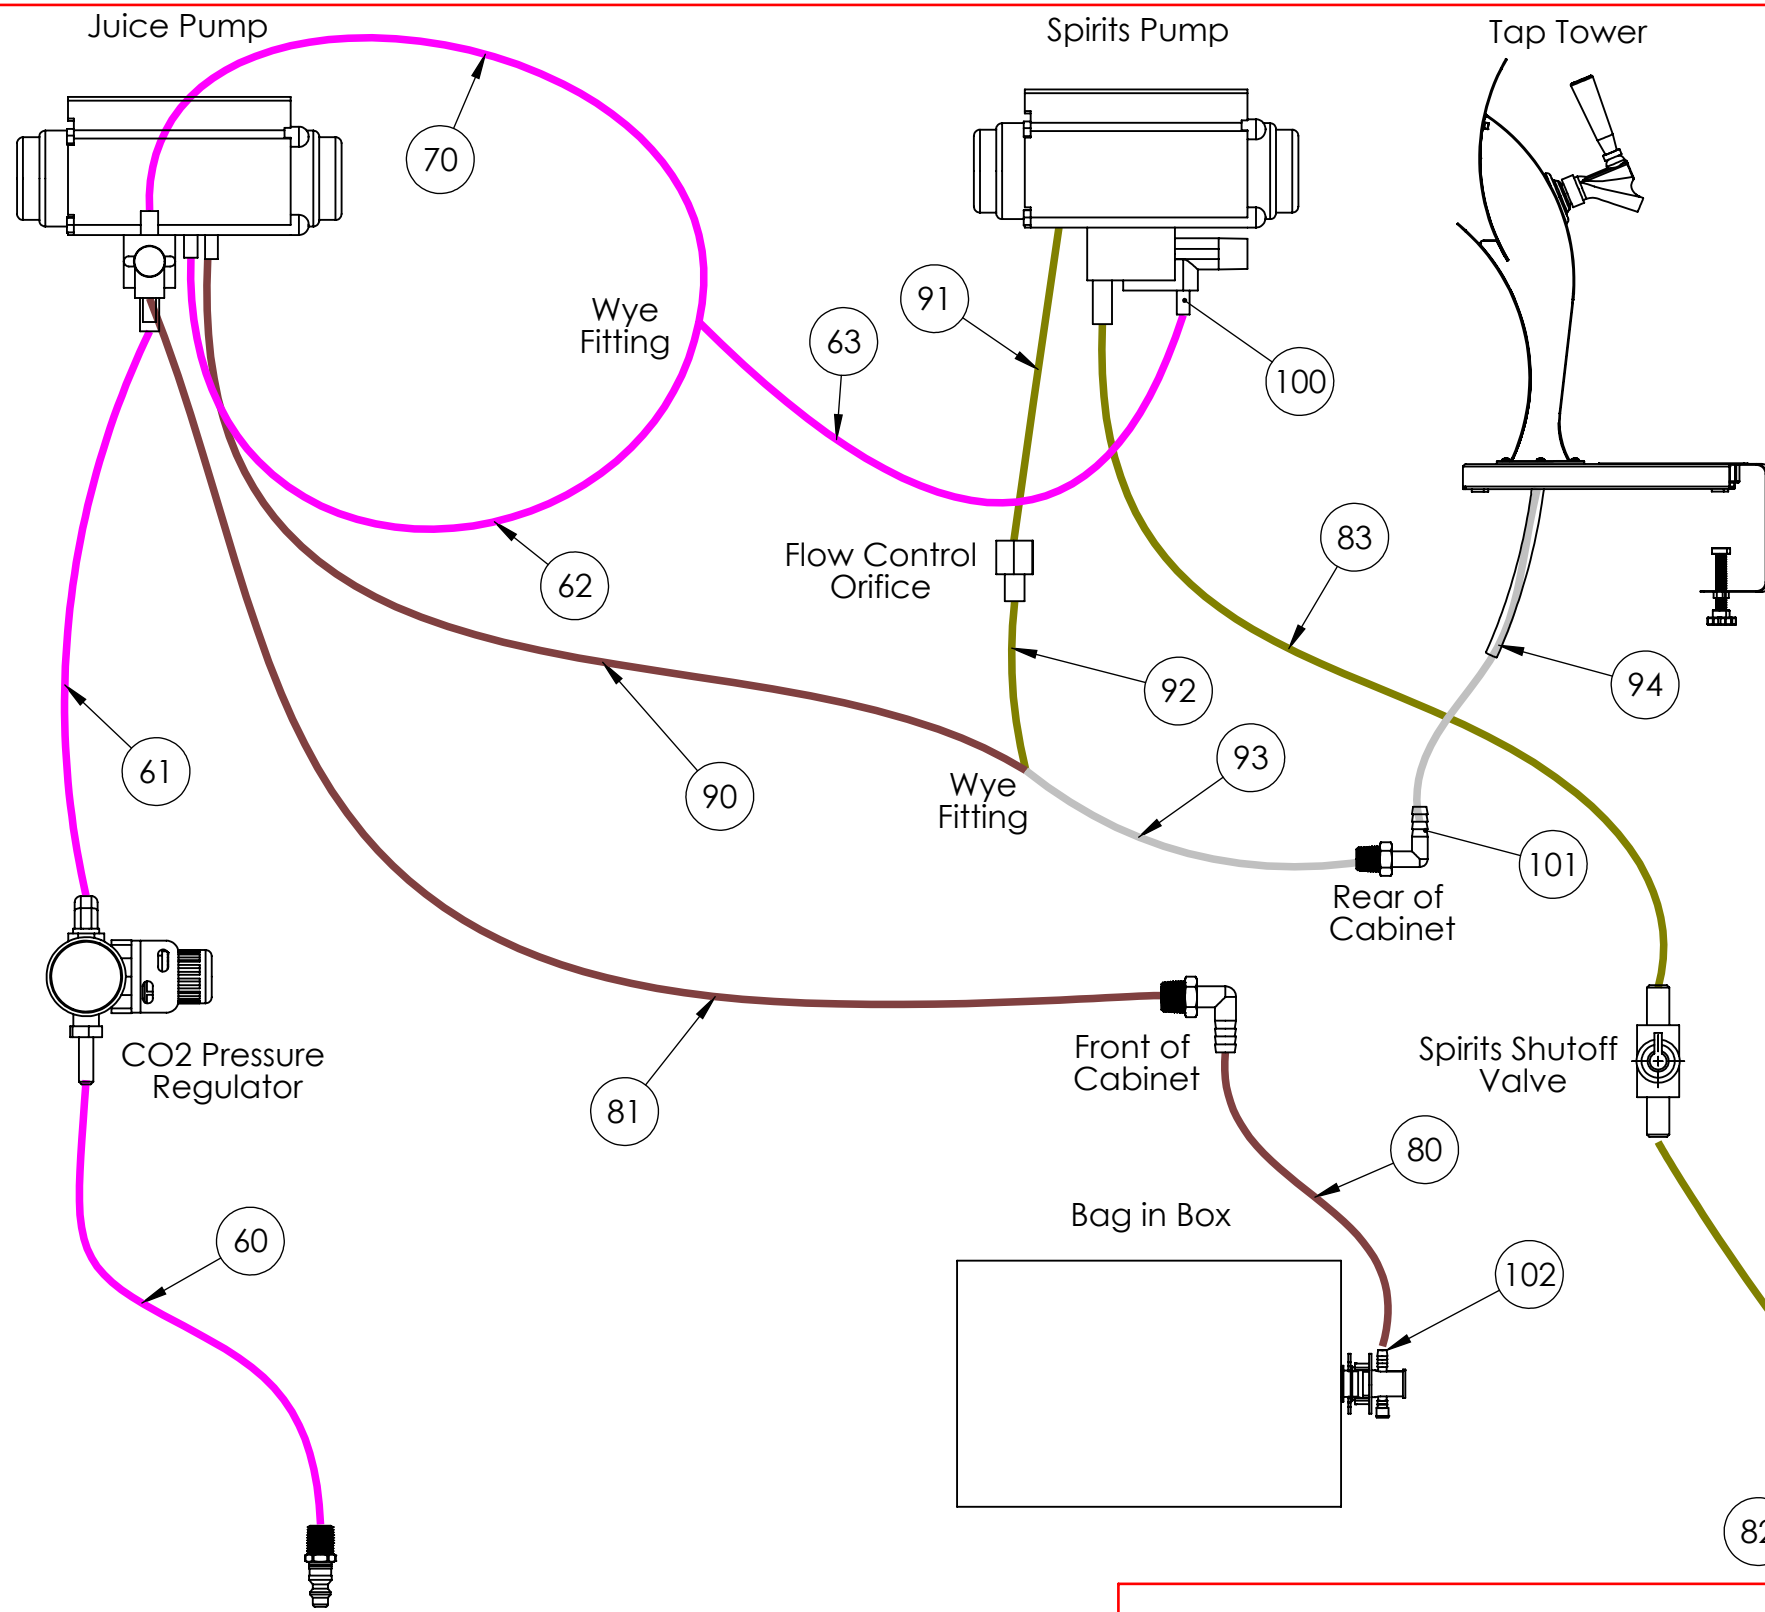 Juice Pump
Spirits Pump
Tap Tower
70
91
Wye
Fitting
63
100
83
Flow Control
Orifice
62
92
94
61
90
93
Wye
Fitting
101
Rear of
Cabinet
CO2 Pressure
Regulator
Front of
Cabinet
Spirits Shutoff
Valve
81
80
Bag in Box
60
102
82